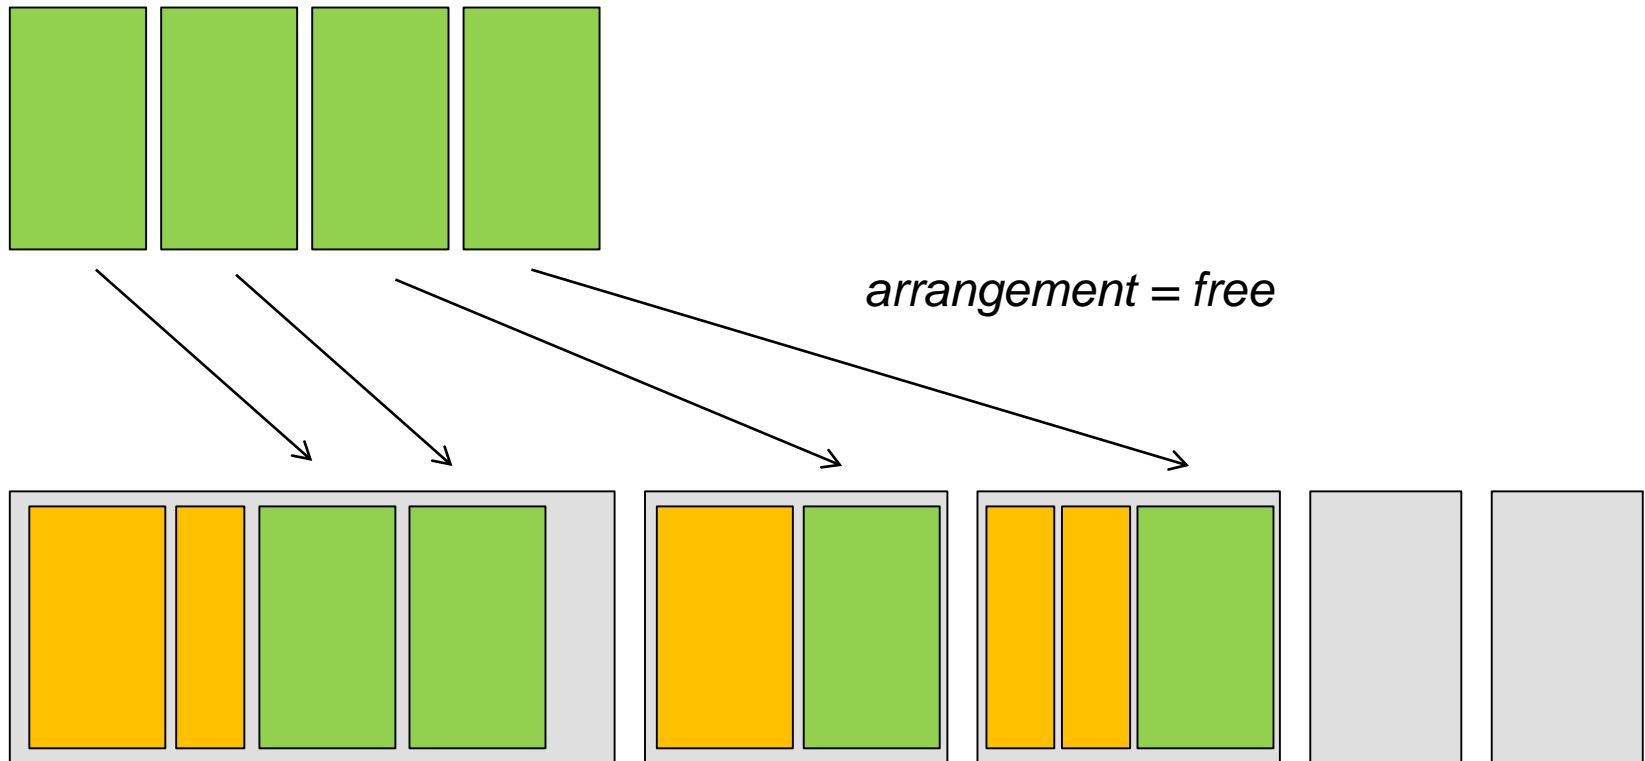 arrangement = free